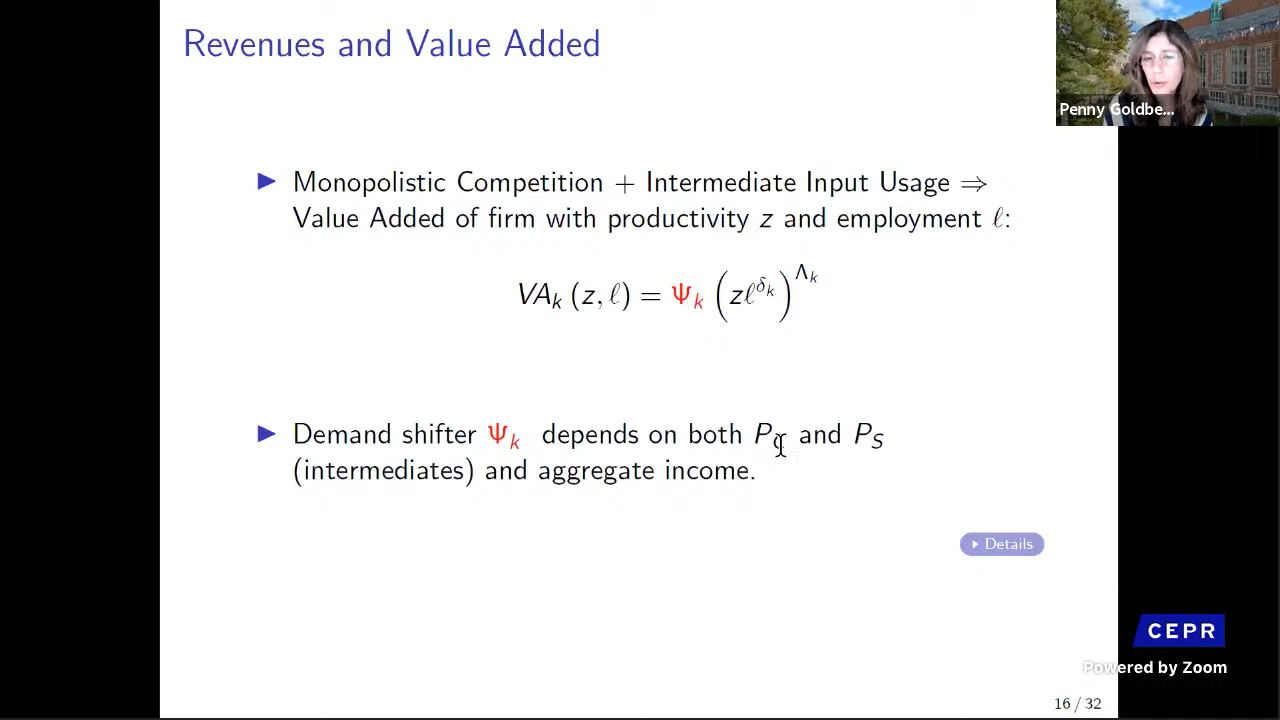 Revenues and Value Added
Penny Goldbe...
▶ Monopolistic Competition + Intermediate Input Usage ⇒
Value Added of firm with productivity z and employment ℓ:
VA_k (z, ℓ) = Ψ_k (zℓ^{δ_k})^{Λ_k}
▶ Demand shifter Ψ_k depends on both P and P_S
(intermediates) and aggregate income.
Details
CEPR
Powered by Zoom
16 / 32